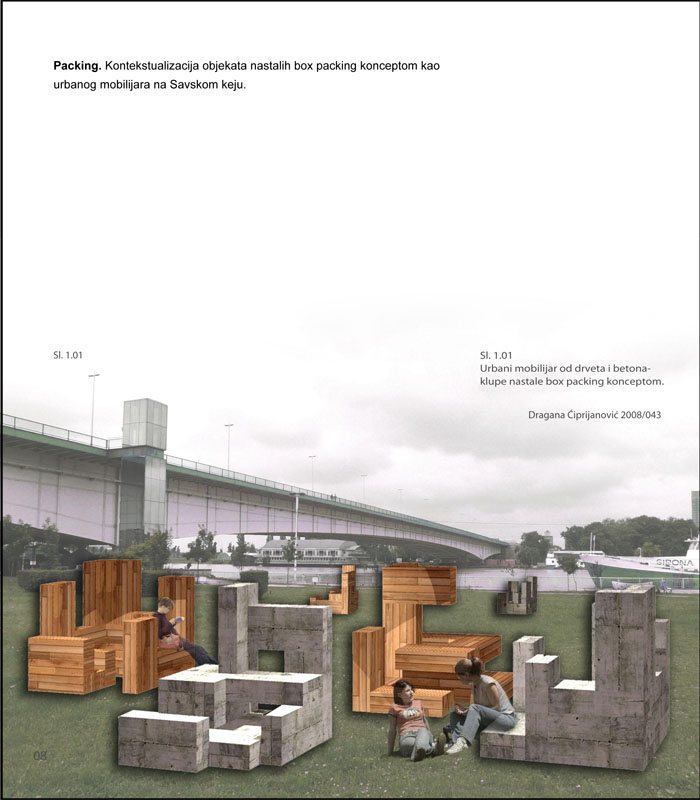 Packing. Kontekstualizacija objekata nastalih box packing konceptom kao
urbanog mobilijara na Savskom keju.
Sl. 1.01
Sl. 1.01
Urbani mobilijar od drveta i betona-
klupe nastale box packing konceptom.
Dragana Ćiprijanović 2008/043
SIDONA
08